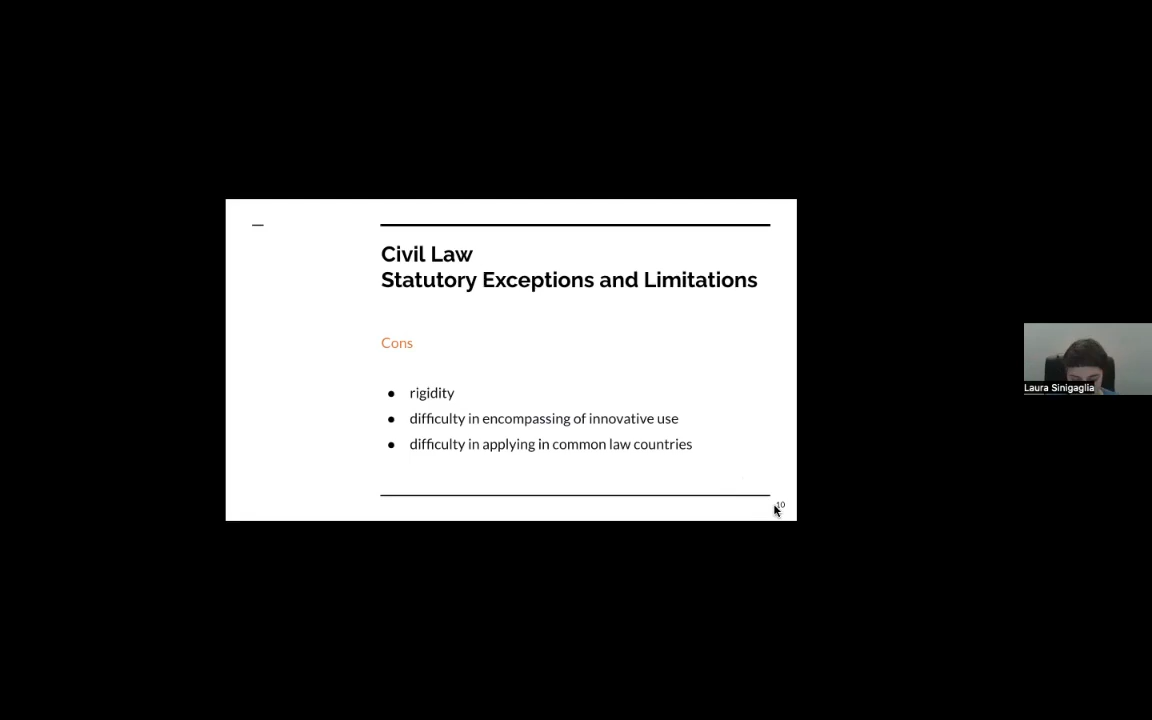 Civil Law
Statutory Exceptions and Limitations
Cons
● rigidity
● difficulty in encompassing of innovative use
● difficulty in applying in common law countries
10
Laura Sinigaglia